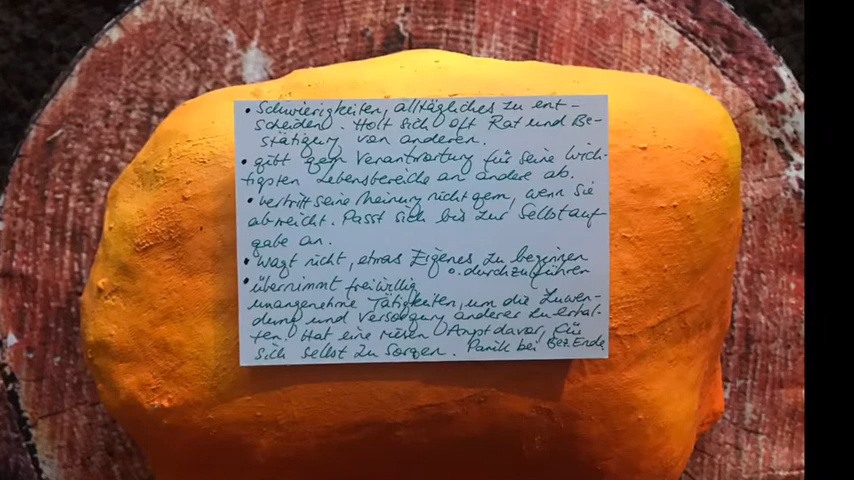 • Schwierigkeiten, alltägliches zu ent-
scheiden. Holt sich oft Rat und Be-
stätigung von anderen.
• gibt gern Verantwortung für seine Wich-
tigsten Lebensbereiche an andere ab.
• vertritt seine Meinung nicht gern, wenn sie
abweicht. Passt sich bis zur Selbstauf-
gabe an.
• Wagt nicht, etwas Eigenes zu beginnen
o. durchzuführen
• übernimmt freiwillig
unangenehme Tätigkeiten, um die Zuwen-
dung und Versorgung anderer zu erhal-
ten. Hat eine riesen Angst davor, für
sich selbst zu sorgen. Panik bei Bez. Ende